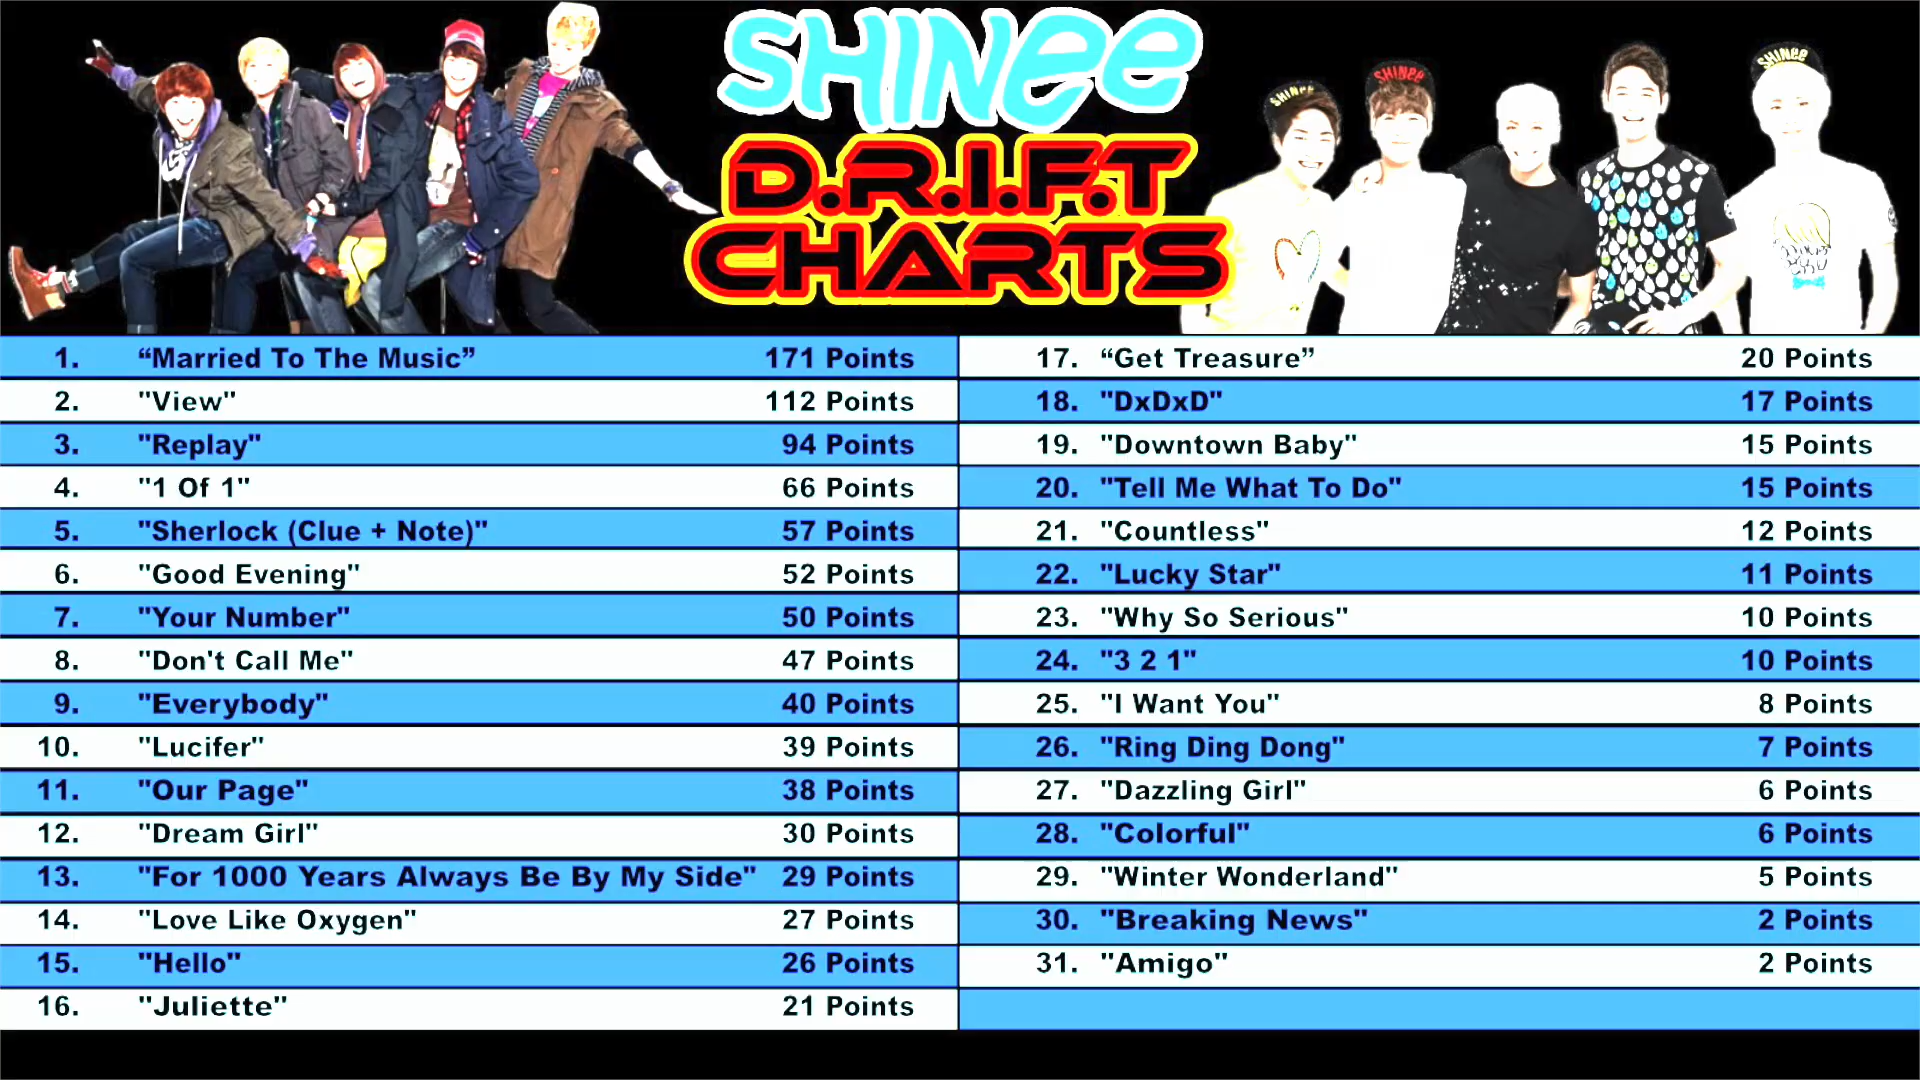 SHINee
D.R.I.F.T
CHARTS
SHINee
SHINee
SHINee
1. “Married To The Music” 171 Points
2. "View" 112 Points
3. "Replay" 94 Points
4. "1 Of 1" 66 Points
5. "Sherlock (Clue + Note)" 57 Points
6. "Good Evening" 52 Points
7. "Your Number" 50 Points
8. "Don't Call Me" 47 Points
9. "Everybody" 40 Points
10. "Lucifer" 39 Points
11. "Our Page" 38 Points
12. "Dream Girl" 30 Points
13. "For 1000 Years Always Be By My Side" 29 Points
14. "Love Like Oxygen" 27 Points
15. "Hello" 26 Points
16. "Juliette" 21 Points
17. “Get Treasure” 20 Points
18. "DxDxD" 17 Points
19. "Downtown Baby" 15 Points
20. "Tell Me What To Do" 15 Points
21. "Countless" 12 Points
22. "Lucky Star" 11 Points
23. "Why So Serious" 10 Points
24. "3 2 1" 10 Points
25. "I Want You" 8 Points
26. "Ring Ding Dong" 7 Points
27. "Dazzling Girl" 6 Points
28. "Colorful" 6 Points
29. "Winter Wonderland" 5 Points
30. "Breaking News" 2 Points
31. "Amigo" 2 Points